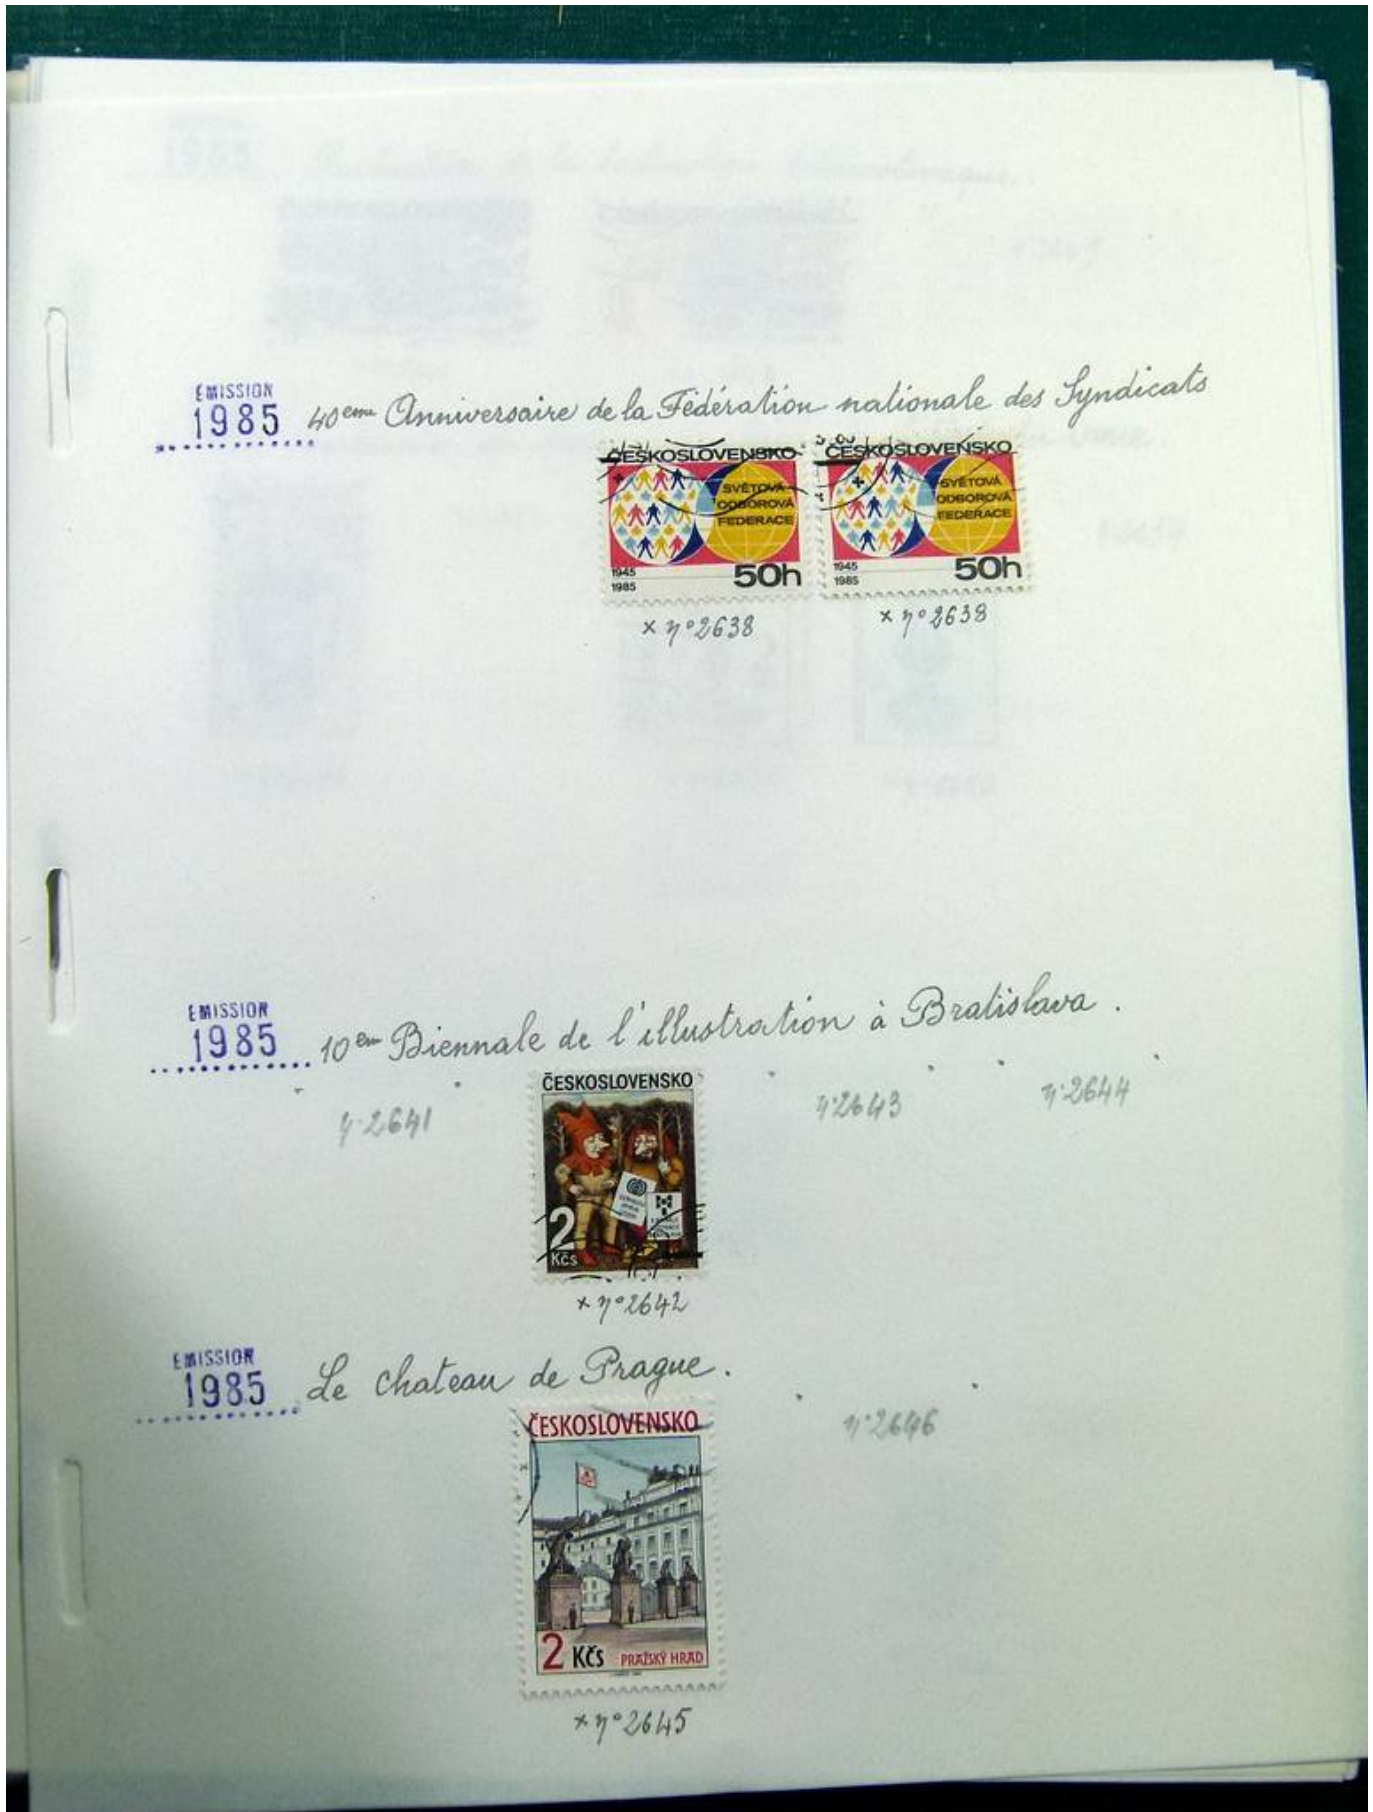 EMISSION
1985 40eme Anniversaire de la Fédération nationale des Syndicats
ČESKOSLOVENSKO
SVĚTOVÁ
ODBOROVÁ
FEDERACE
1945
1985
50h
ČESKOSLOVENSKO
SVĚTOVÁ
ODBOROVÁ
FEDERACE
1945
1985
50h
x n°2638
x n°2638
EMISSION
1985 10em Biennale de l'illustration à Bratislava.
n°2641
ČESKOSLOVENSKO
2
Kčs
n°2643
n°2644
x n°2642
EMISSION
1985 Le chateau de Prague.
ČESKOSLOVENSKO
2 Kčs PRAŽSKÝ HRAD
n°2646
x n°2645